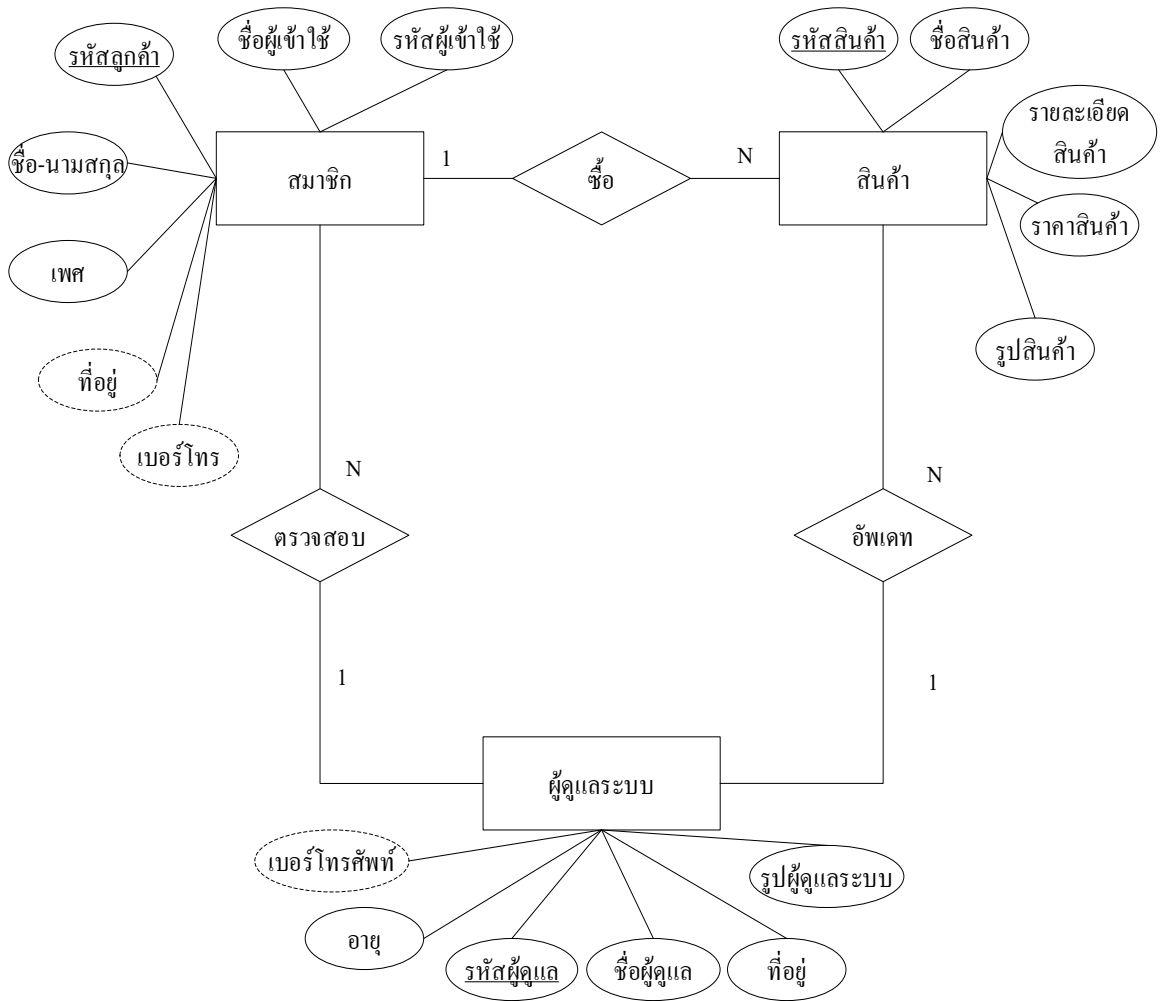 ชื่อผู้เข้าใช้
รหัสผู้เข้าใช้
รหัสสินค้า
ชื่อสินค้า
รหัสลูกค้า
รายละเอียด
สินค้า
ชื่อ-นามสกุล
1
N
สมาชิก
ซื้อ
สินค้า
ราคาสินค้า
เพศ
รูปสินค้า
ที่อยู่
เบอร์โทร
N
N
ตรวจสอบ
อัพเดท
1
1
ผู้ดูแลระบบ
เบอร์โทรศัพท์
รูปผู้ดูแลระบบ
อายุ
รหัสผู้ดูแล
ชื่อผู้ดูแล
ที่อยู่